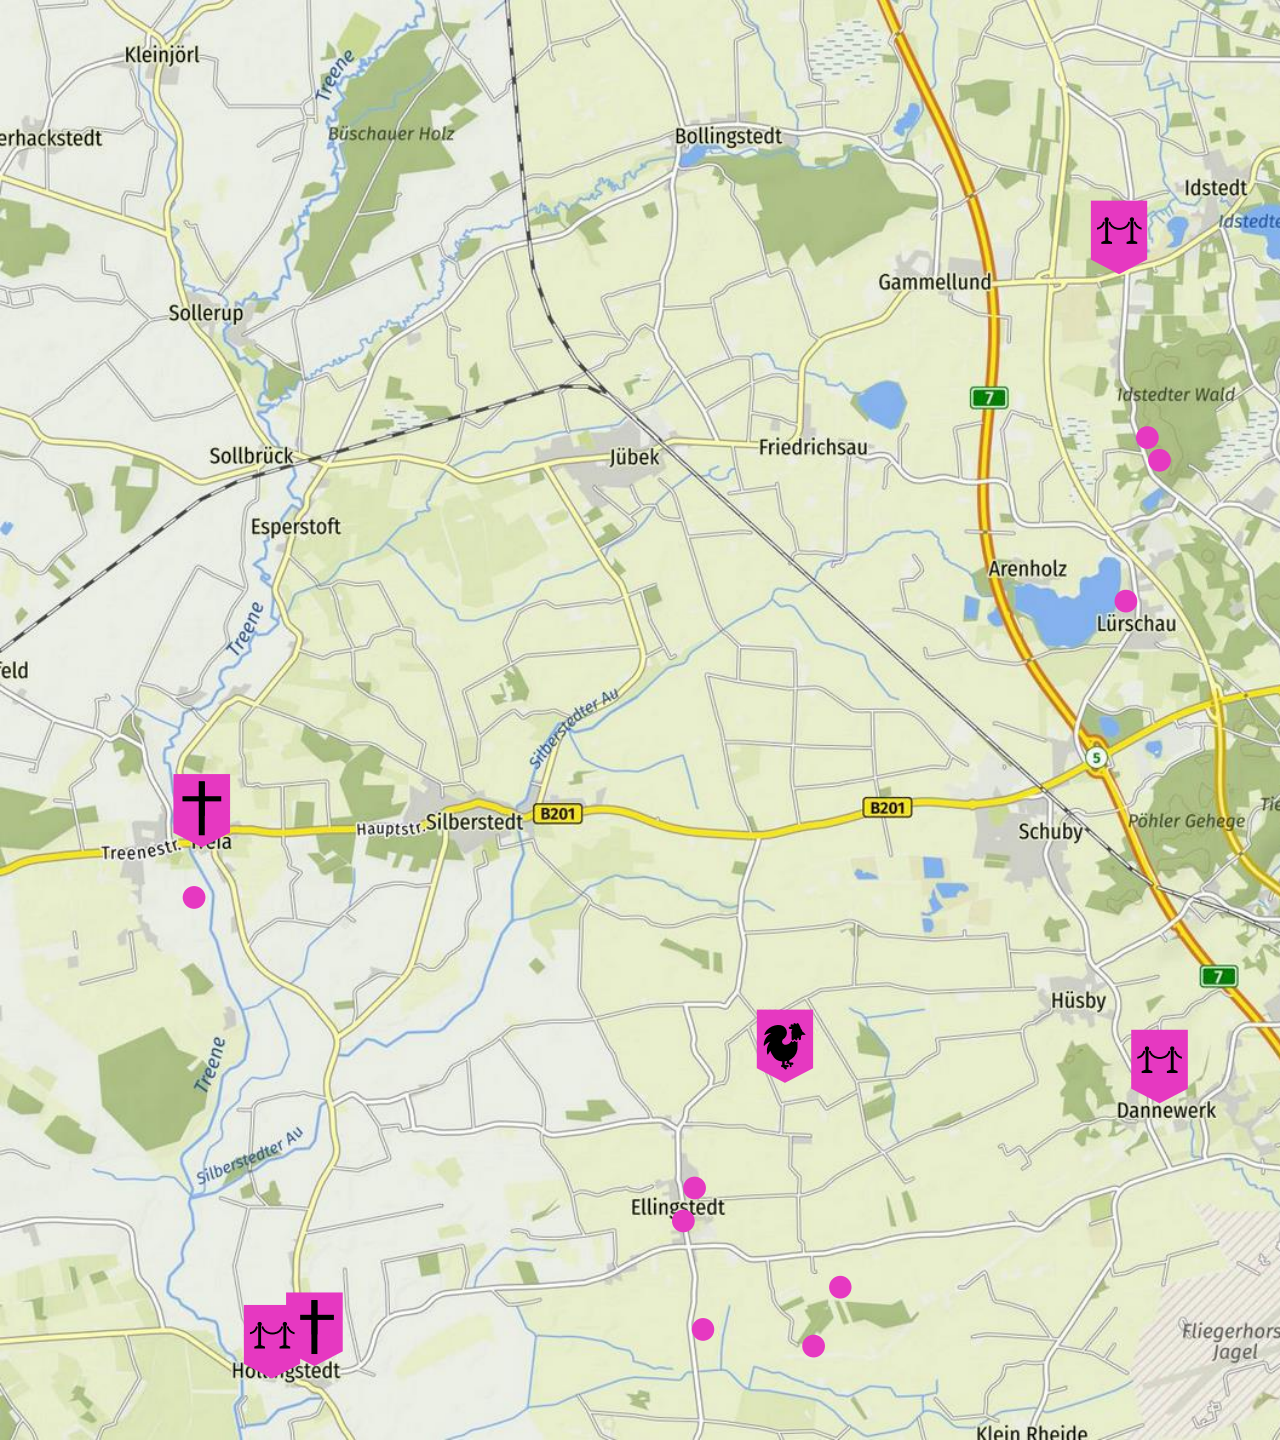 Kleinjörl
Treene
Büschauer Holz
erhackstedt
Bollingstedt
Idstedt
Idstedte
Gammellund
Sollerup
7
Idstedter Wald
Sollbrück
Jübek
Friedrichsau
Esperstoft
Arenholz
Lürschau
Treene
feld
Silberstedter Au
5
B201
B201
Hauptstr.
Silberstedt
Schuby
Pöhler Gehege
Tie
Treenestr.
7
Hüsby
Treene
Dannewerk
Silberstedter Au
Ellingstedt
Fliegerhors
Jagel
Klein Rheide